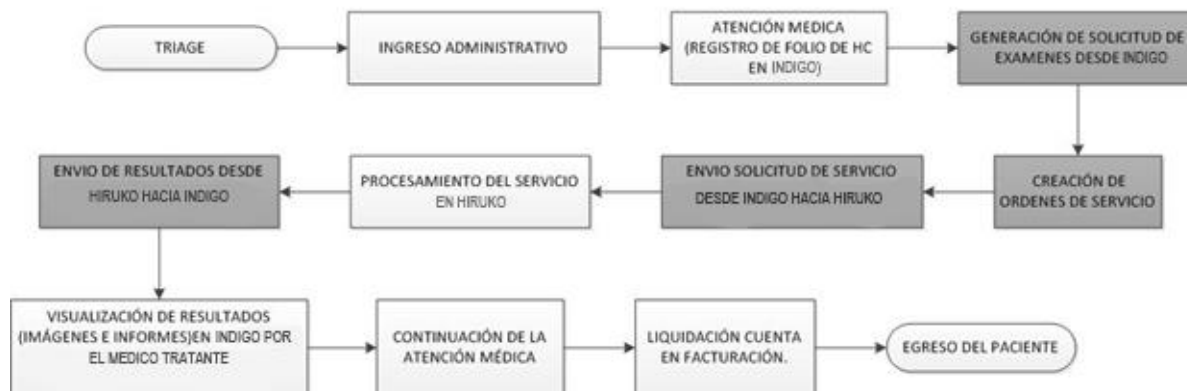 TRIAGE
INGRESO ADMINISTRATIVO
ATENCIÓN MEDICA
(REGISTRO DE FOLIO DE HC
EN INDIGO)
GENERACIÓN DE SOLICITUD DE
EXAMENES DESDE INDIGO
ENVIO DE RESULTADOS DESDE
HIRUKO HACIA INDIGO
PROCESAMIENTO DEL SERVICIO
EN HIRUKO
ENVIO SOLICITUD DE SERVICIO
DESDE INDIGO HACIA HIRUKO
CREACIÓN DE
ORDENES DE SERVICIO
VISUALIZACIÓN DE RESULTADOS
(IMÁGENES E INFORMES)EN INDIGO POR
EL MEDICO TRATANTE
CONTINUACIÓN DE LA
ATENCIÓN MÉDICA
LIQUIDACIÓN CUENTA
EN FACTURACIÓN.
EGRESO DEL PACIENTE